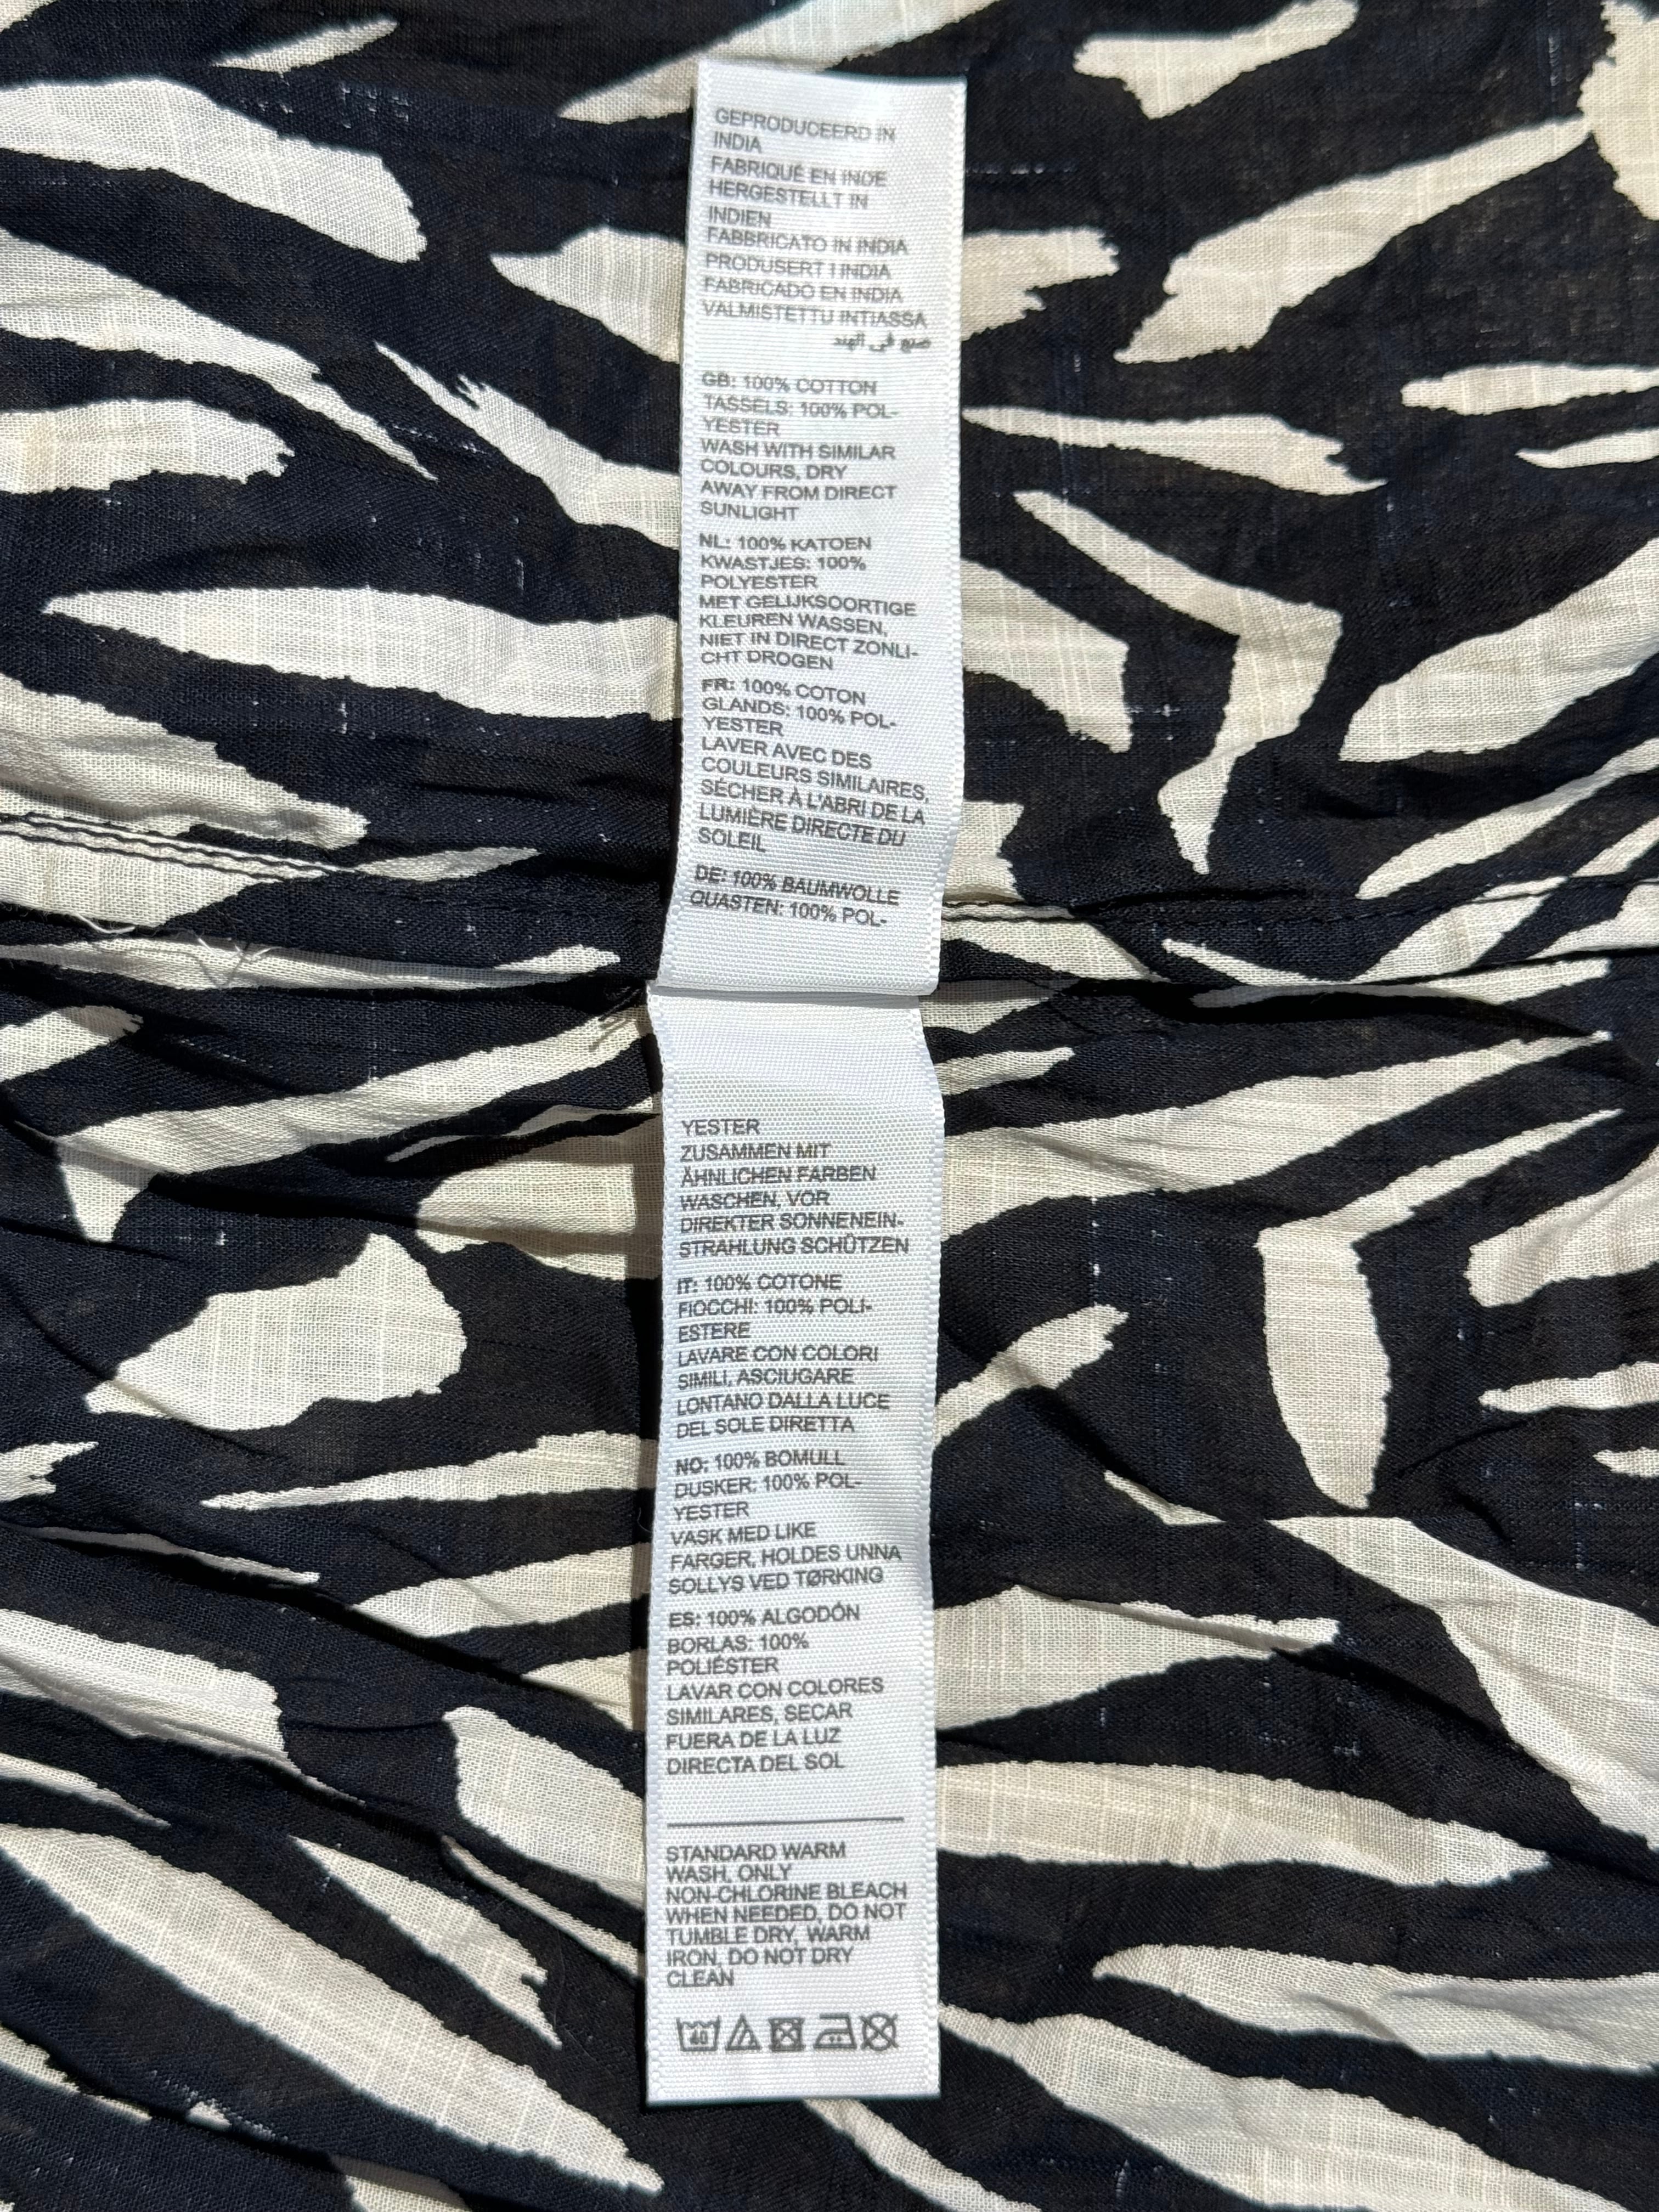 GEPRODUCEERD IN
INDIA
FABRIQUÉ EN INDE
HERGESTELLT IN
INDIEN
FABBRICATO IN INDIA
PRODUSERT I INDIA
FABRICADO EN INDIA
VALMISTETTU INTIASSA
صنع في الهند
GB: 100% COTTON
TASSELS: 100% POL-
YESTER
WASH WITH SIMILAR
COLOURS, DRY
AWAY FROM DIRECT
SUNLIGHT
NL: 100% KATOEN
KWASTJES: 100%
POLYESTER
MET GELIJKSOORTIGE
KLEUREN WASSEN,
NIET IN DIRECT ZONLI-
CHT DROGEN
FR: 100% COTON
GLANDS: 100% POL-
YESTER
LAVER AVEC DES
COULEURS SIMILAIRES,
SÉCHER À L'ABRI DE LA
LUMIÈRE DIRECTE DU
SOLEIL
DE: 100% BAUMWOLLE
QUASTEN: 100% POL-
YESTER
ZUSAMMEN MIT
ÄHNLICHEN FARBEN
WASCHEN, VOR
DIREKTER SONNENEIN-
STRAHLUNG SCHÜTZEN
IT: 100% COTONE
FIOCCHI: 100% POLI-
ESTERE
LAVARE CON COLORI
SIMILI, ASCIUGARE
LONTANO DALLA LUCE
DEL SOLE DIRETTA
NO: 100% BOMULL
DUSKER: 100% POL-
YESTER
VASK MED LIKE
FARGER, HOLDES UNNA
SOLLYS VED TØRKING
ES: 100% ALGODÓN
BORLAS: 100%
POLIÉSTER
LAVAR CON COLORES
SIMILARES, SECAR
FUERA DE LA LUZ
DIRECTA DEL SOL
STANDARD WARM
WASH, ONLY
NON-CHLORINE BLEACH
WHEN NEEDED, DO NOT
TUMBLE DRY, WARM
IRON, DO NOT DRY
CLEAN
40